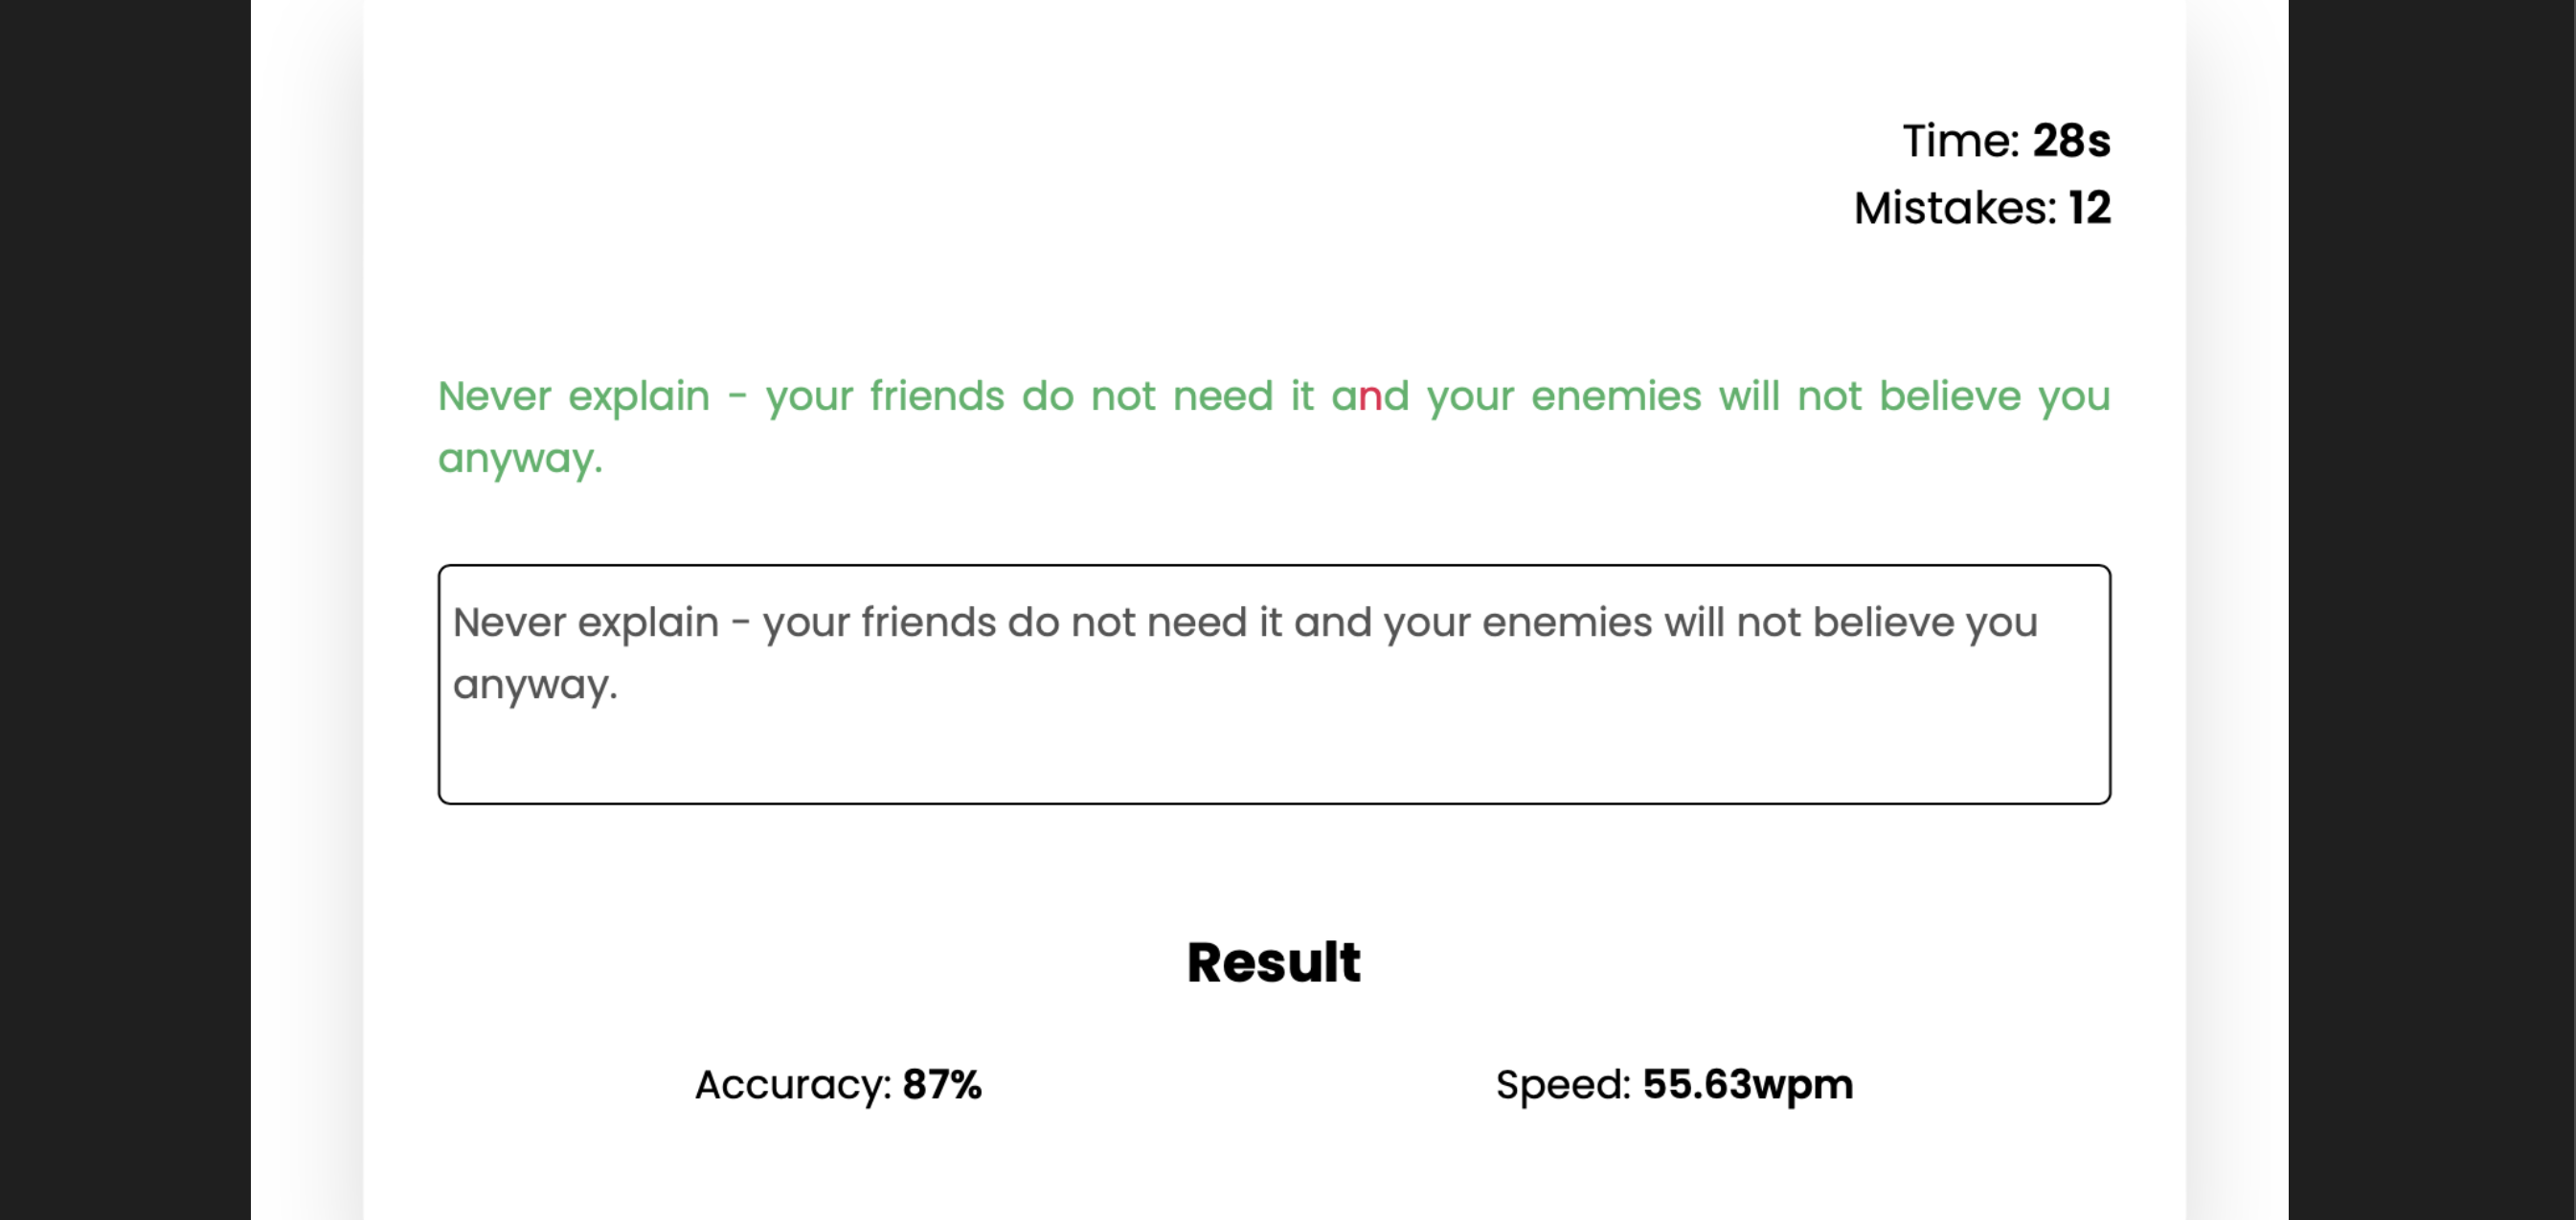 Time: 28s
Mistakes: 12
Never explain - your friends do not need it and your enemies will not believe you
anyway.
Never explain - your friends do not need it and your enemies will not believe you
anyway.
Result
Accuracy: 87%
Speed: 55.63wpm